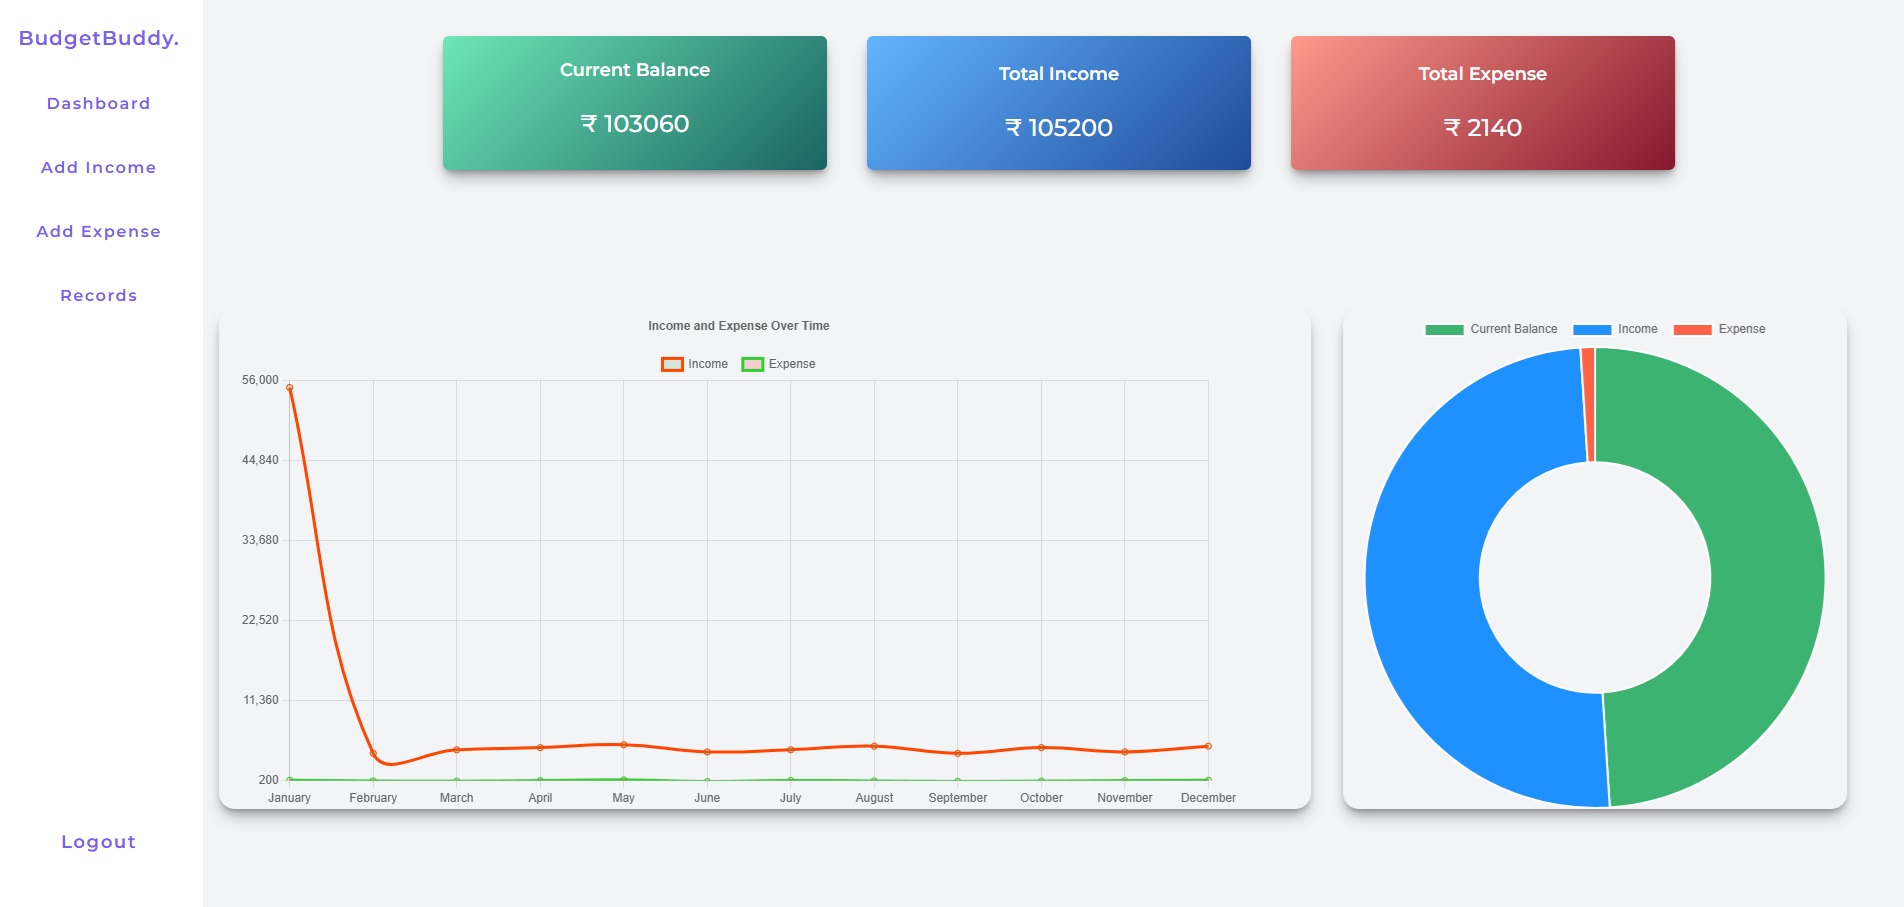 BudgetBuddy.
Dashboard
Add Income
Add Expense
Records
Logout
Current Balance
₹ 103060
Total Income
₹ 105200
Total Expense
₹ 2140
Income and Expense Over Time
Income Expense
56,000
44,840
33,680
22,520
11,360
200
January February March April May June July August September October November December
Current Balance Income Expense